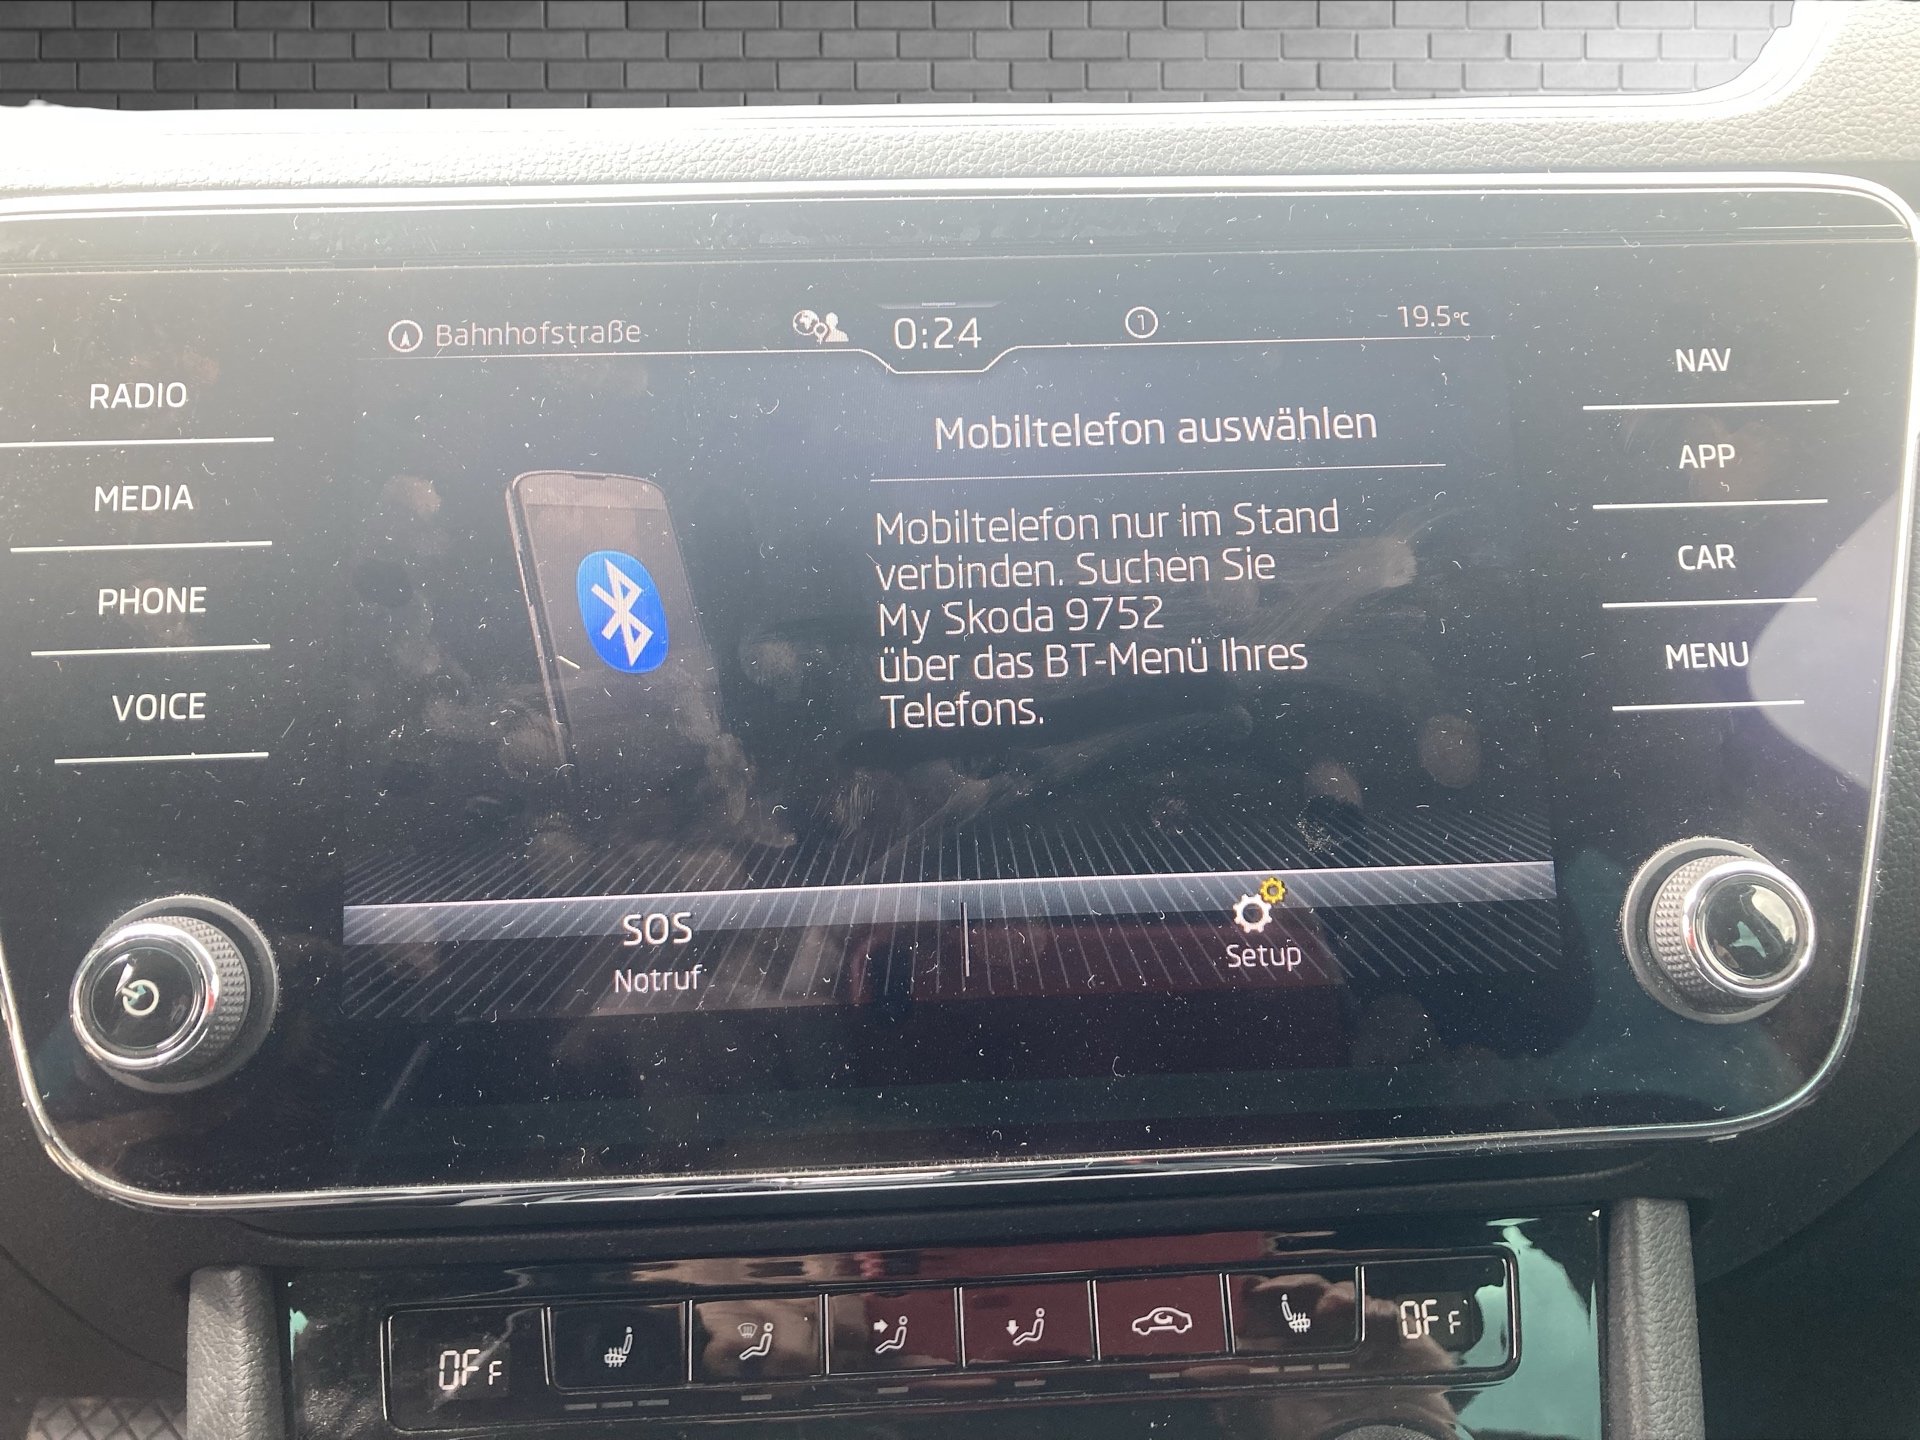 Bahnhofstraße
0:24
1
19.5°C
RADIO
MEDIA
PHONE
VOICE
Mobiltelefon auswählen
Mobiltelefon nur im Stand
verbinden. Suchen Sie
My Skoda 9752
über das BT-Menü Ihres
Telefons.
NAV
APP
CAR
MENU
SOS
Notruf
Setup
OFF
OFF